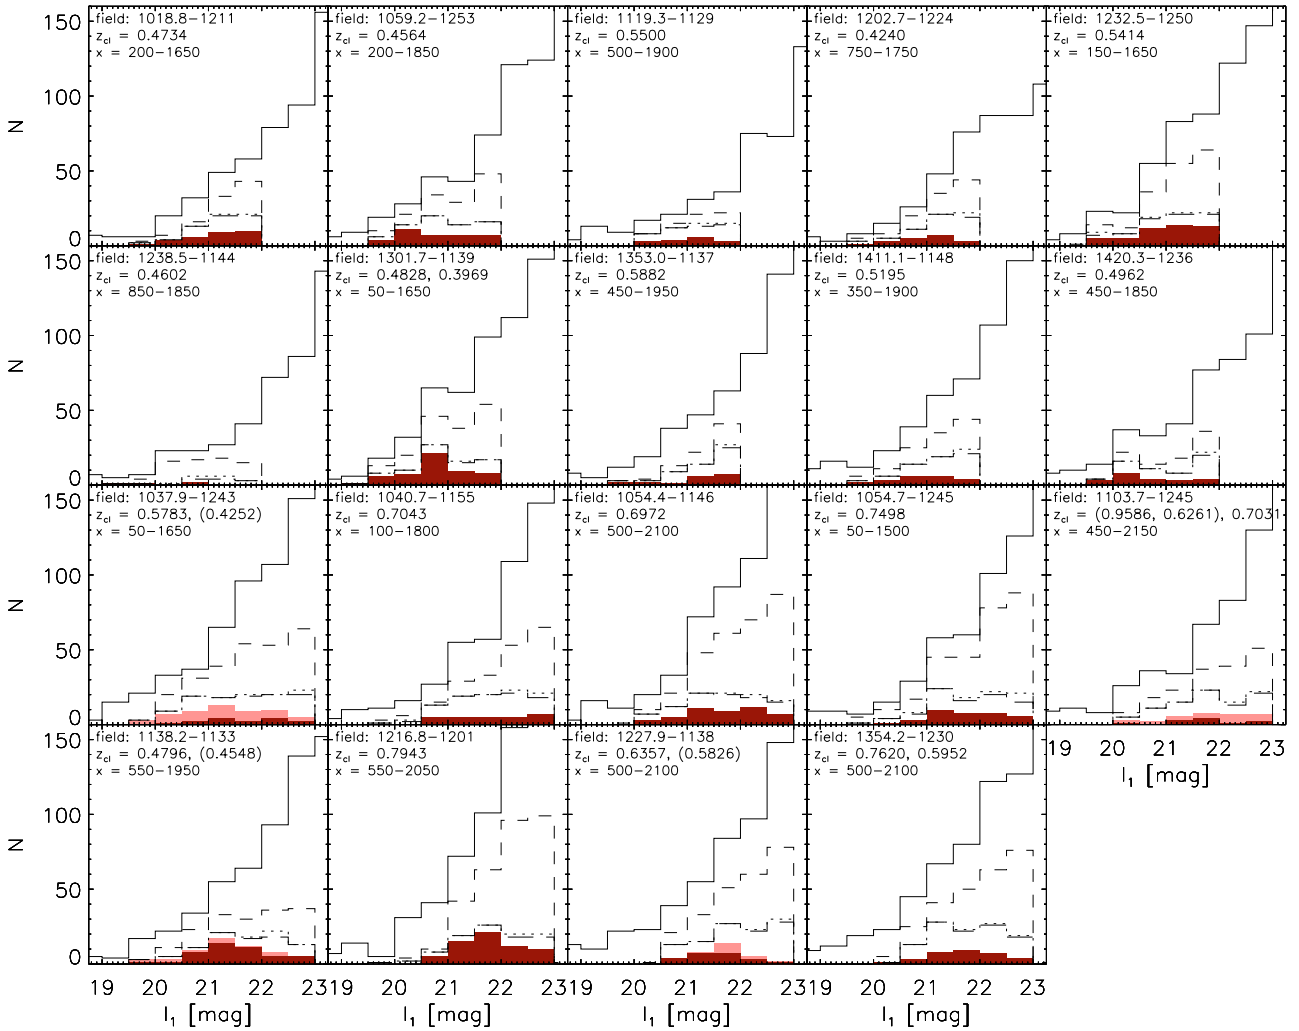 field: 1018.8−1211
z_cl = 0.4734
x = 200−1650
field: 1059.2−1253
z_cl = 0.4564
x = 200−1850
field: 1119.3−1129
z_cl = 0.5500
x = 500−1900
field: 1202.7−1224
z_cl = 0.4240
x = 750−1750
field: 1232.5−1250
z_cl = 0.5414
x = 150−1650
150
100
50
0
N
field: 1238.5−1144
z_cl = 0.4602
x = 850−1850
field: 1301.7−1139
z_cl = 0.4828, 0.3969
x = 50−1650
field: 1353.0−1137
z_cl = 0.5882
x = 450−1950
field: 1411.1−1148
z_cl = 0.5195
x = 350−1900
field: 1420.3−1236
z_cl = 0.4962
x = 450−1850
150
100
50
0
N
field: 1037.9−1243
z_cl = 0.5783, (0.4252)
x = 50−1650
field: 1040.7−1155
z_cl = 0.7043
x = 100−1800
field: 1054.4−1146
z_cl = 0.6972
x = 500−2100
field: 1054.7−1245
z_cl = 0.7498
x = 50−1500
field: 1103.7−1245
z_cl = (0.9586, 0.6261), 0.7031
x = 450−2150
150
100
50
0
N
19 20 21 22 23
I₁ [mag]
field: 1138.2−1133
z_cl = 0.4796, (0.4548)
x = 550−1950
field: 1216.8−1201
z_cl = 0.7943
x = 550−2050
field: 1227.9−1138
z_cl = 0.6357, (0.5826)
x = 500−2100
field: 1354.2−1230
z_cl = 0.7620, 0.5952
x = 500−2100
150
100
50
0
N
19 20 21 22 23
19 20 21 22 23
19 20 21 22 23
19 20 21 22 23
I₁ [mag]
I₁ [mag]
I₁ [mag]
I₁ [mag]